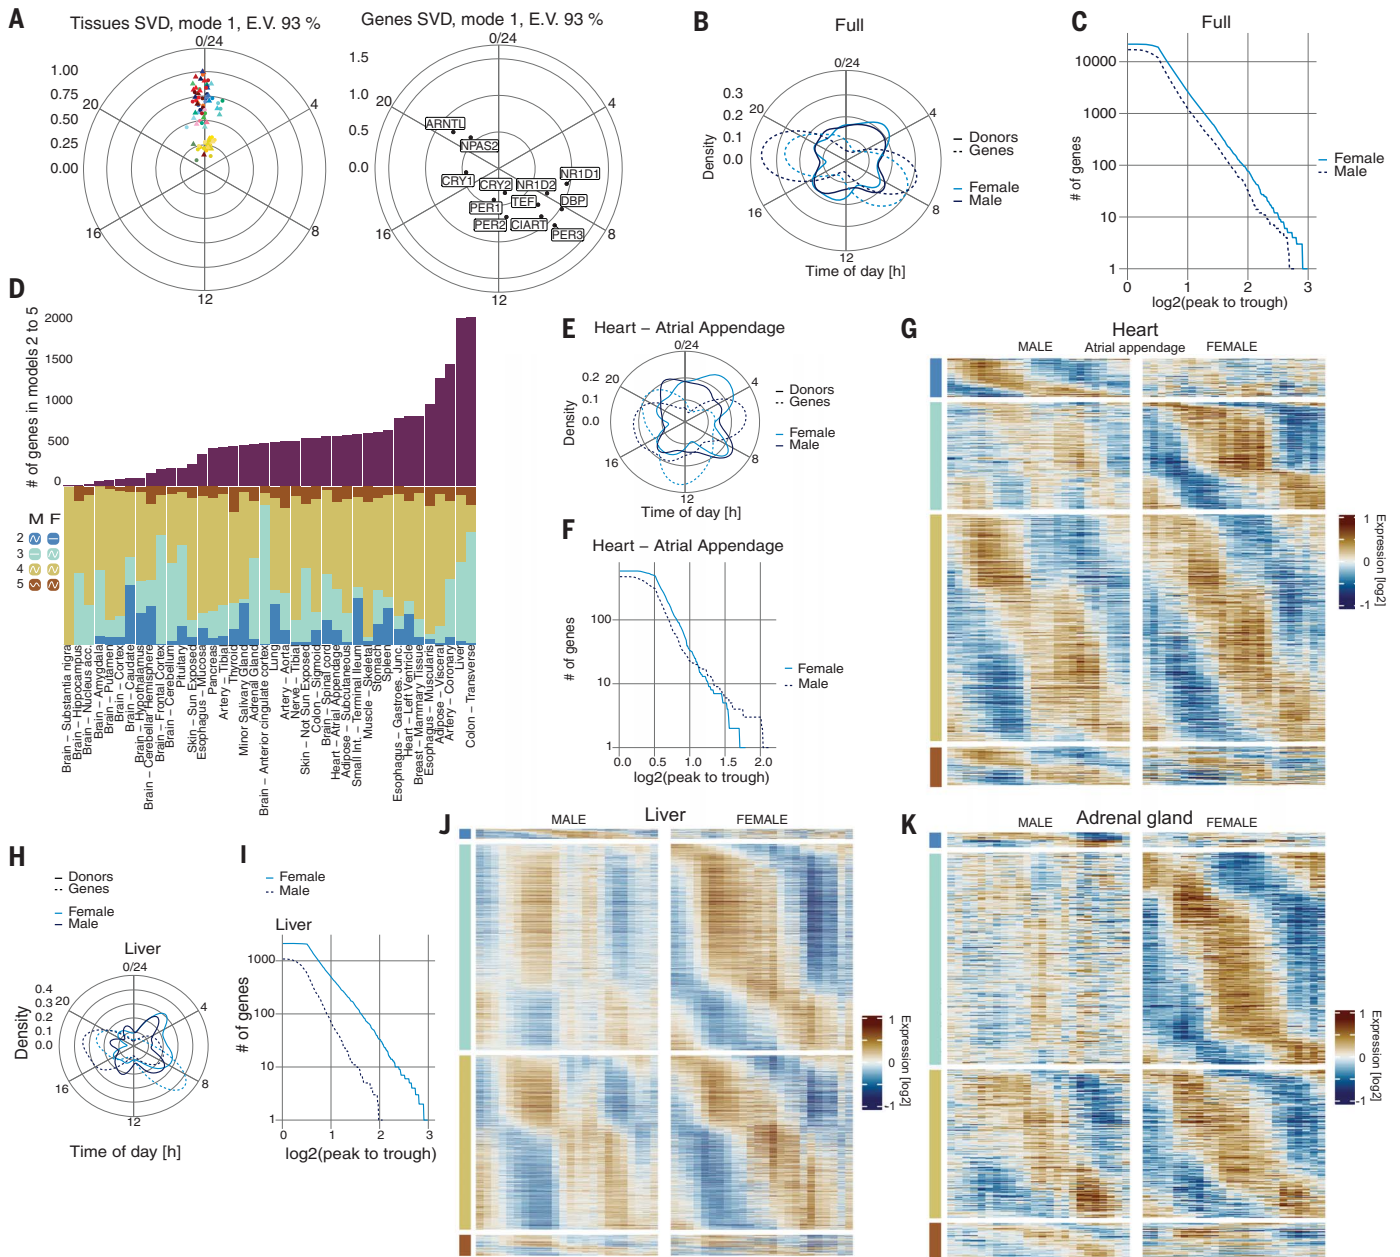 A
Tissues SVD, mode 1, E.V. 93 %
0/24
1.00
0.75
0.50
0.25
0.00
20
4
16
8
12
Genes SVD, mode 1, E.V. 93 %
0/24
1.5
1.0
0.5
0.0
20
4
16
8
12
ARNTL
NPAS2
CRY1
CRY2
NR1D2
NR1D1
PER1
TEF
DBP
PER2
CIART
PER3
B
Full
0/24
0.3
0.2
0.1
0.0
Density
20
4
16
8
12
Time of day [h]
Donors
Genes
Female
Male
C
Full
# of genes
10000
1000
100
10
1
0
1
2
3
log2(peak to trough)
Female
Male
D
# of genes in models 2 to 5
2000
1500
1000
500
0
M F
2
3
4
5
Brain – Substantia nigra
Brain – Hippocampus
Brain – Nucleus acc.
Brain – Amygdala
Brain – Putamen
Brain – Cortex
Brain – Caudate
Brain – Hypothalamus
Brain – Cerebellar Hemisphere
Brain – Frontal Cortex
Brain – Cerebellum
Pituitary
Skin – Sun Exposed
Esophagus – Mucosa
Pancreas
Artery – Tibial
Thyroid
Minor Salivary Gland
Adrenal Gland
Brain – Anterior cingulate cortex
Lung
Artery – Aorta
Nerve – Tibial
Skin – Not Sun Exposed
Colon – Sigmoid
Brain – Spinal cord
Heart – Atrial Appendage
Adipose – Subcutaneous
Small Int. – Terminal Ileum
Muscle – Skeletal
Stomach
Spleen
Esophagus – Gastroes. Junc.
Heart – Left Ventricle
Breast – Mammary Tissue
Esophagus – Muscularis
Adipose – Visceral
Artery – Coronary
Liver
Colon – Transverse
E
Heart – Atrial Appendage
0/24
0.2
0.1
0.0
Density
20
4
16
8
12
Time of day [h]
Donors
Genes
Female
Male
F
Heart – Atrial Appendage
# of genes
100
10
1
0.0
0.5
1.0
1.5
2.0
log2(peak to trough)
Female
Male
G
Heart
MALE
Atrial appendage
FEMALE
1
0
-1
Expression [log2]
H
Donors
Genes
Female
Male
Liver
0/24
0.4
0.3
0.2
0.1
0.0
Density
20
4
16
8
12
Time of day [h]
I
Female
Male
Liver
# of genes
1000
100
10
1
0
1
2
3
log2(peak to trough)
J
MALE
Liver
FEMALE
1
0
-1
Expression [log2]
K
MALE
Adrenal gland
FEMALE
1
0
-1
Expression [log2]